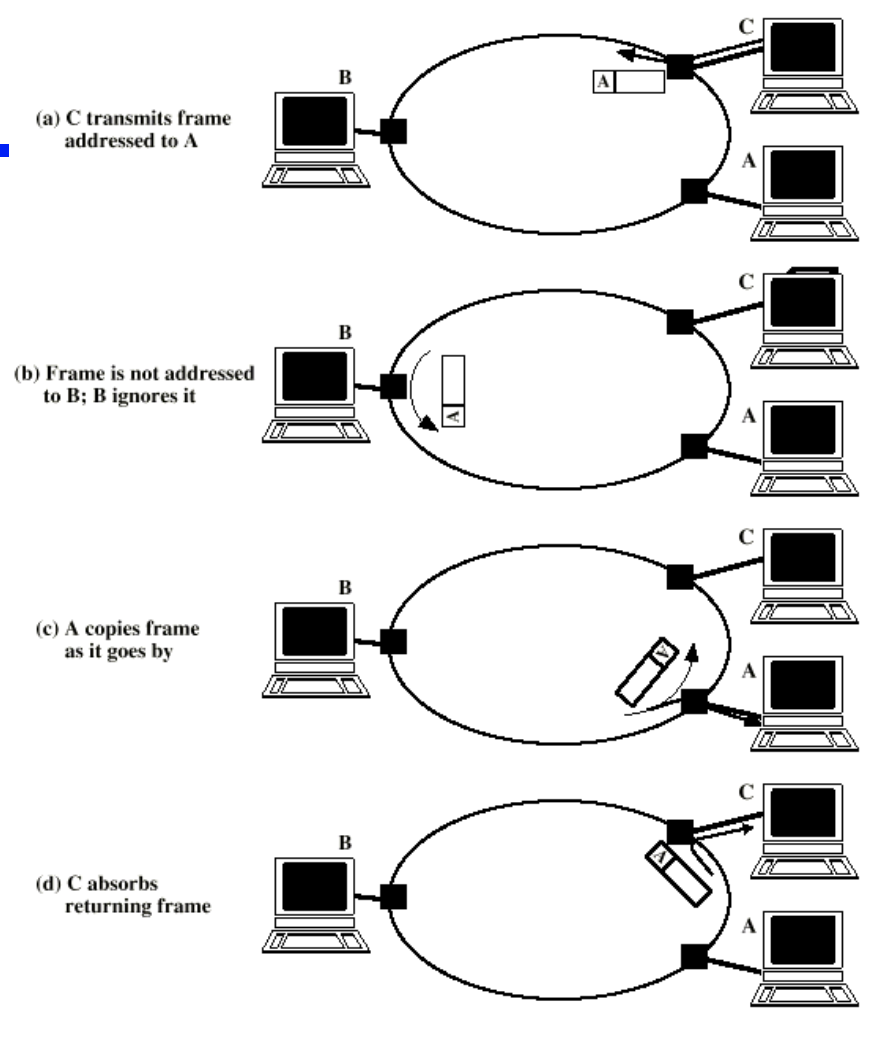 C
A
B
(a) C transmits frame
addressed to A
A
C
B
(b) Frame is not addressed
to B; B ignores it
A
A
C
B
(c) A copies frame
as it goes by
A
A
C
B
A
(d) C absorbs
returning frame
A